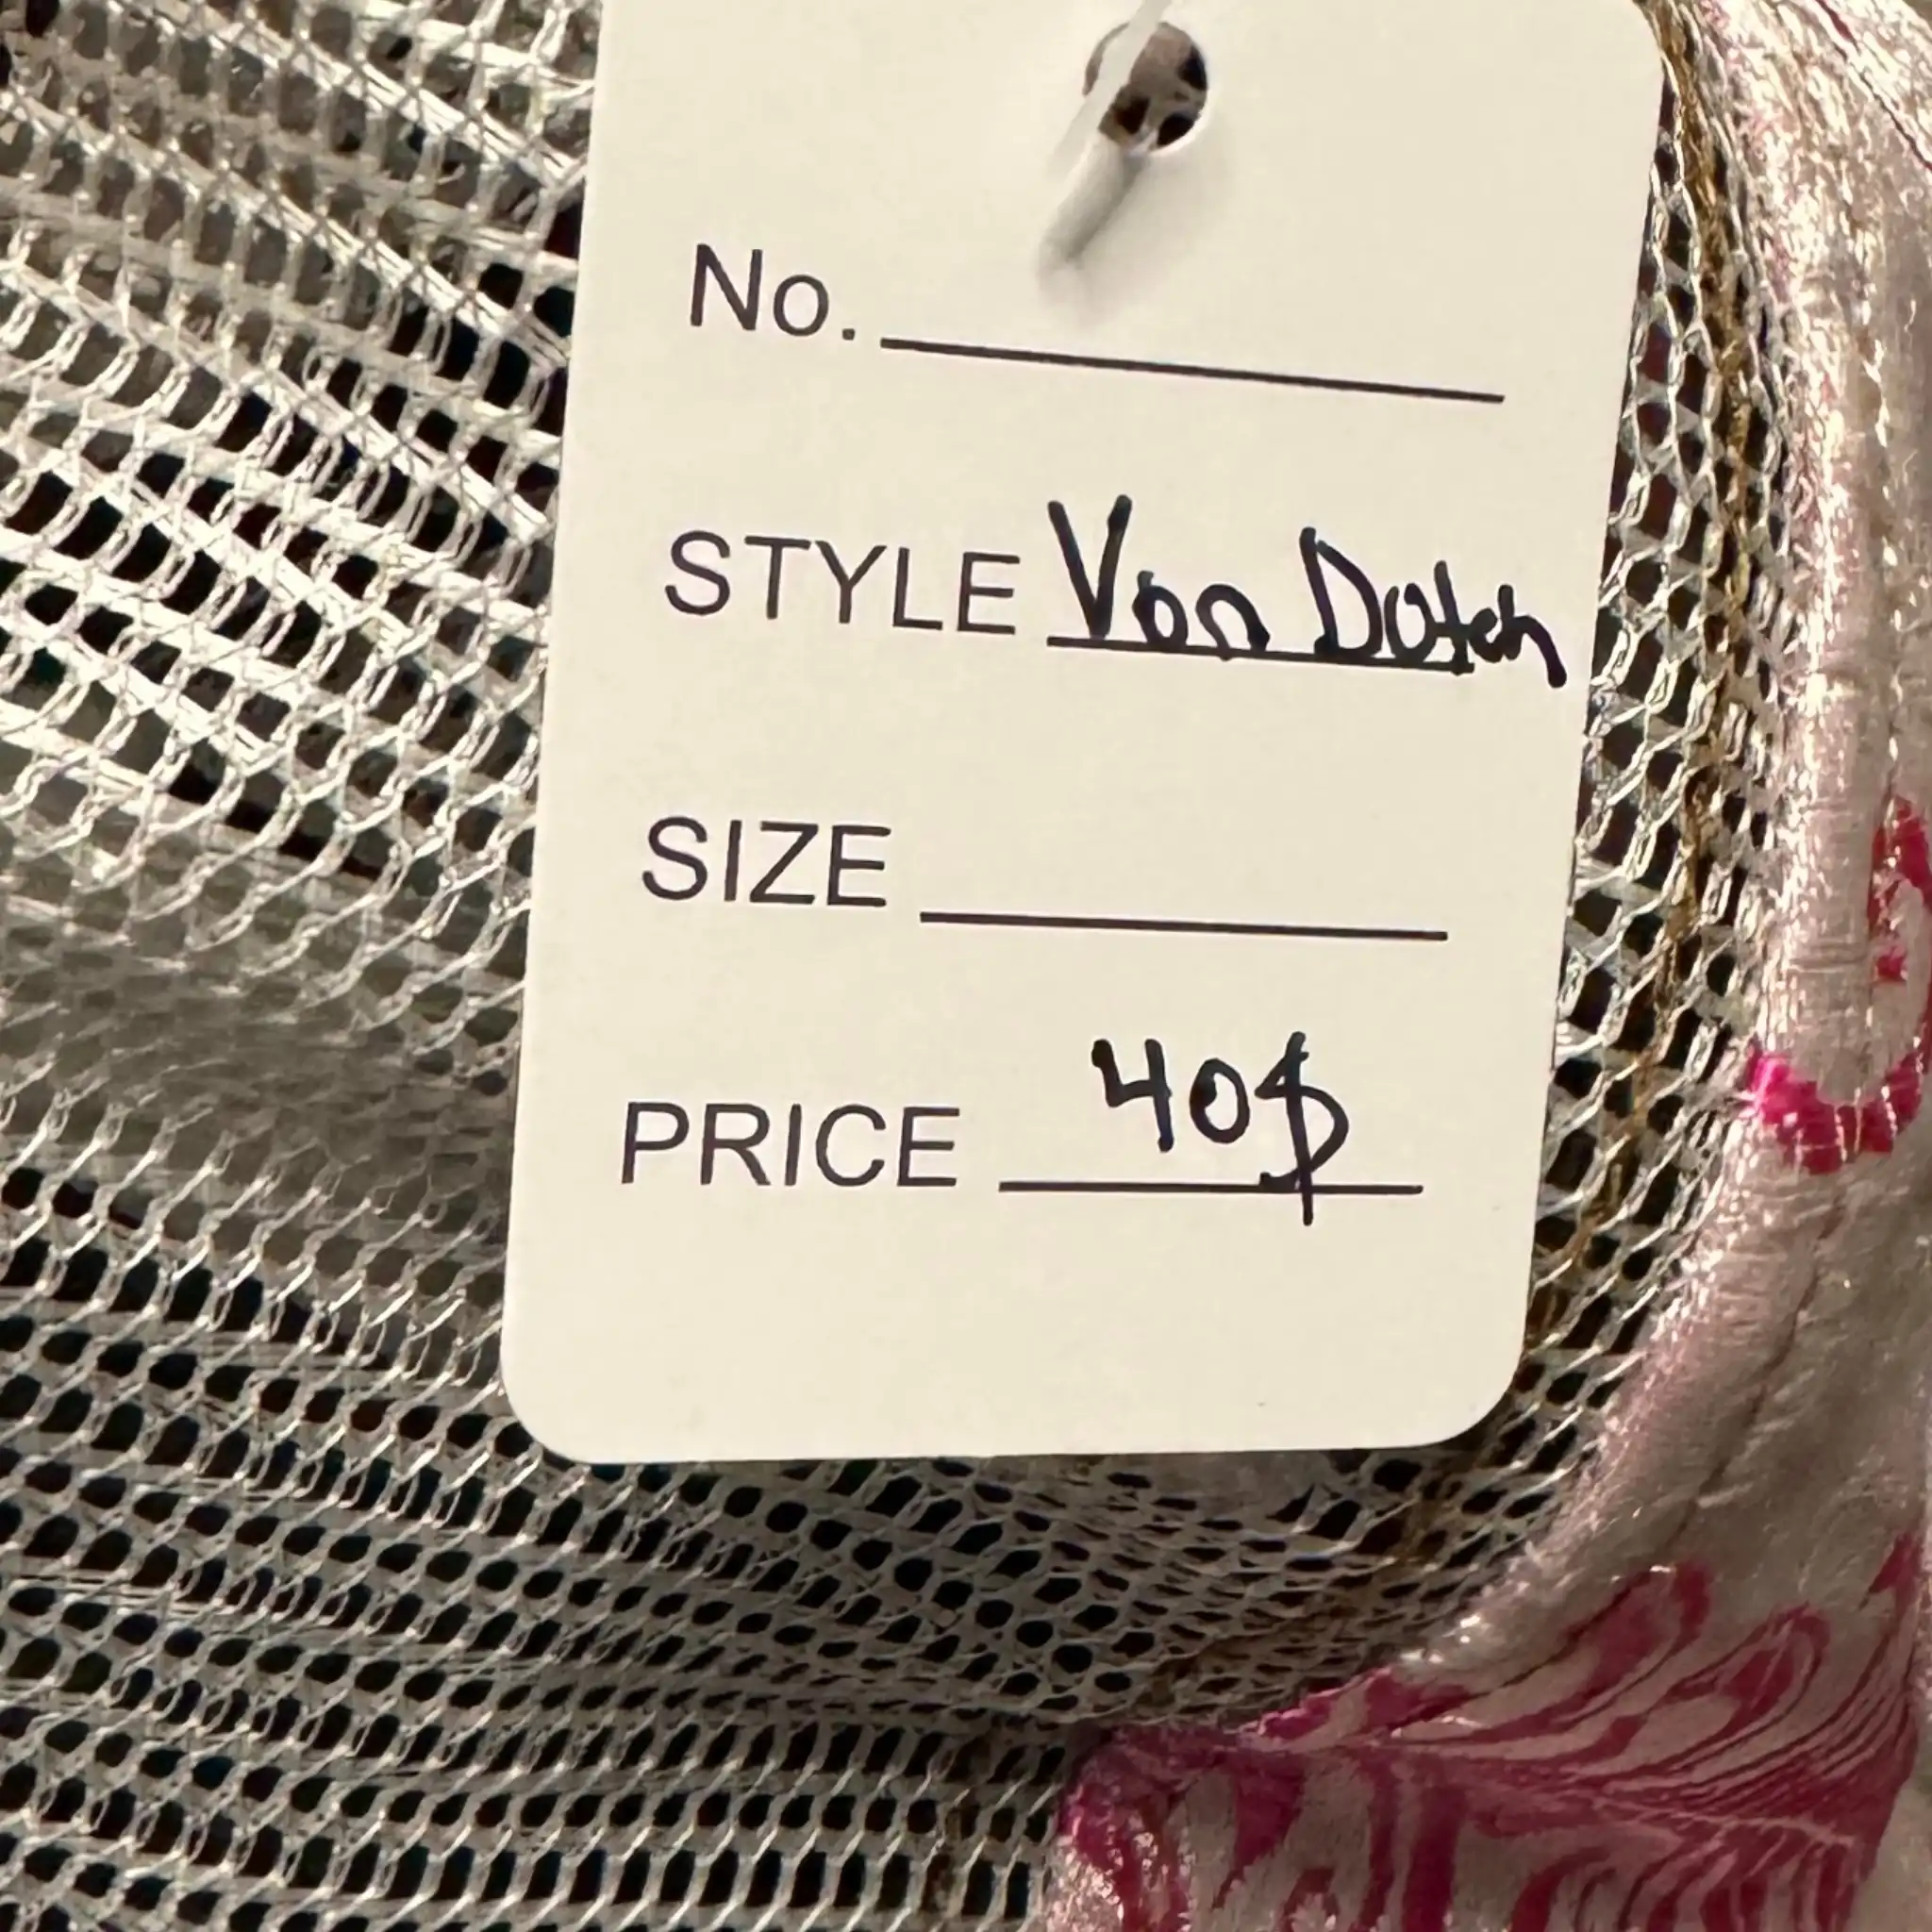 No.
STYLE Von Dutch
SIZE
PRICE 40$